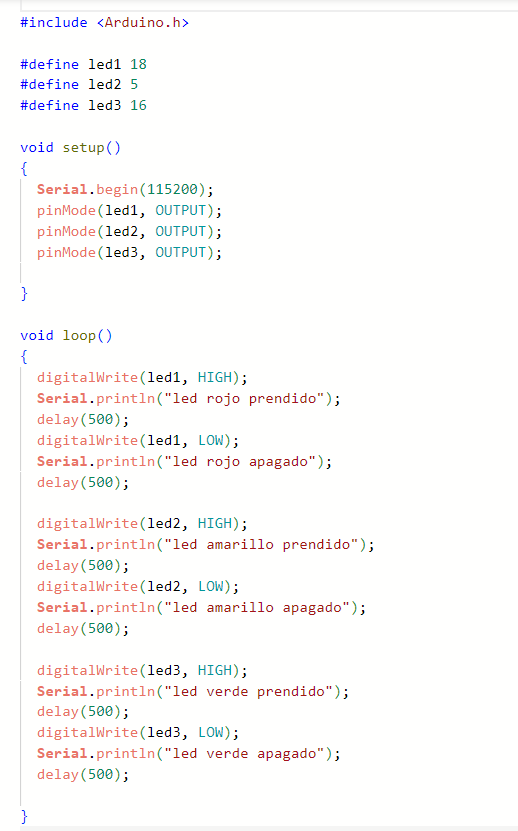 #include <Arduino.h>
#define led1 18
#define led2 5
#define led3 16
void setup()
{
Serial.begin(115200);
pinMode(led1, OUTPUT);
pinMode(led2, OUTPUT);
pinMode(led3, OUTPUT);
}
void loop()
{
digitalWrite(led1, HIGH);
Serial.println("led rojo prendido");
delay(500);
digitalWrite(led1, LOW);
Serial.println("led rojo apagado");
delay(500);
digitalWrite(led2, HIGH);
Serial.println("led amarillo prendido");
delay(500);
digitalWrite(led2, LOW);
Serial.println("led amarillo apagado");
delay(500);
digitalWrite(led3, HIGH);
Serial.println("led verde prendido");
delay(500);
digitalWrite(led3, LOW);
Serial.println("led verde apagado");
delay(500);
}